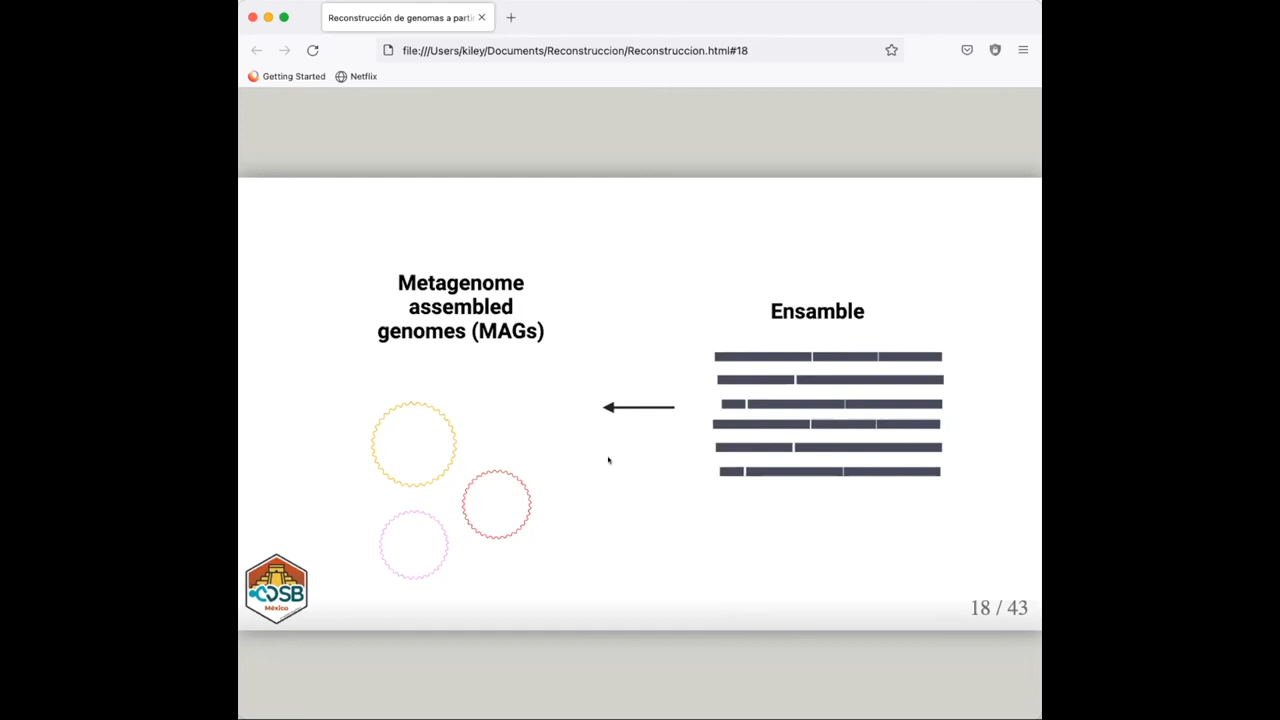 Reconstrucción de genomas a parti
file:///Users/kiley/Documents/Reconstruccion/Reconstruccion.html#18
Getting Started
Netflix
Metagenome
assembled
genomes (MAGs)
Ensamble
CDSB
México
18 / 43